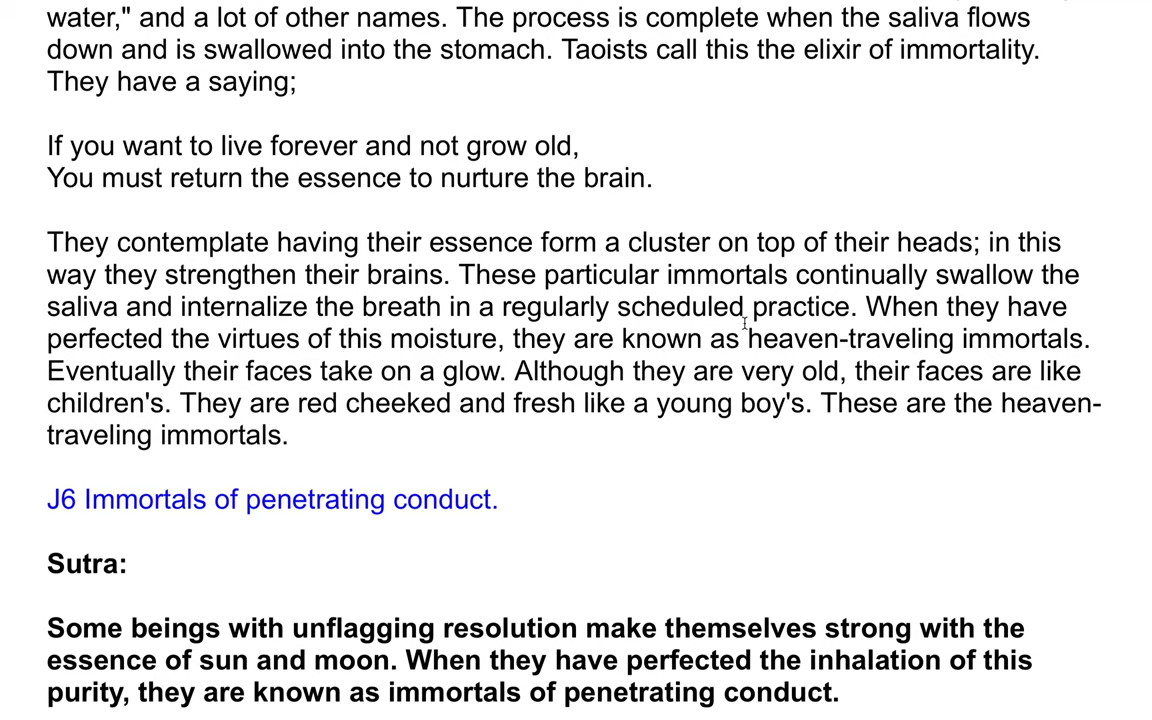 water," and a lot of other names. The process is complete when the saliva flows
down and is swallowed into the stomach. Taoists call this the elixir of immortality.
They have a saying;
If you want to live forever and not grow old,
You must return the essence to nurture the brain.
They contemplate having their essence form a cluster on top of their heads; in this
way they strengthen their brains. These particular immortals continually swallow the
saliva and internalize the breath in a regularly scheduled practice. When they have
perfected the virtues of this moisture, they are known as heaven-traveling immortals.
Eventually their faces take on a glow. Although they are very old, their faces are like
children's. They are red cheeked and fresh like a young boy's. These are the heaven-
traveling immortals.
J6 Immortals of penetrating conduct.
Sutra:
Some beings with unflagging resolution make themselves strong with the
essence of sun and moon. When they have perfected the inhalation of this
purity, they are known as immortals of penetrating conduct.